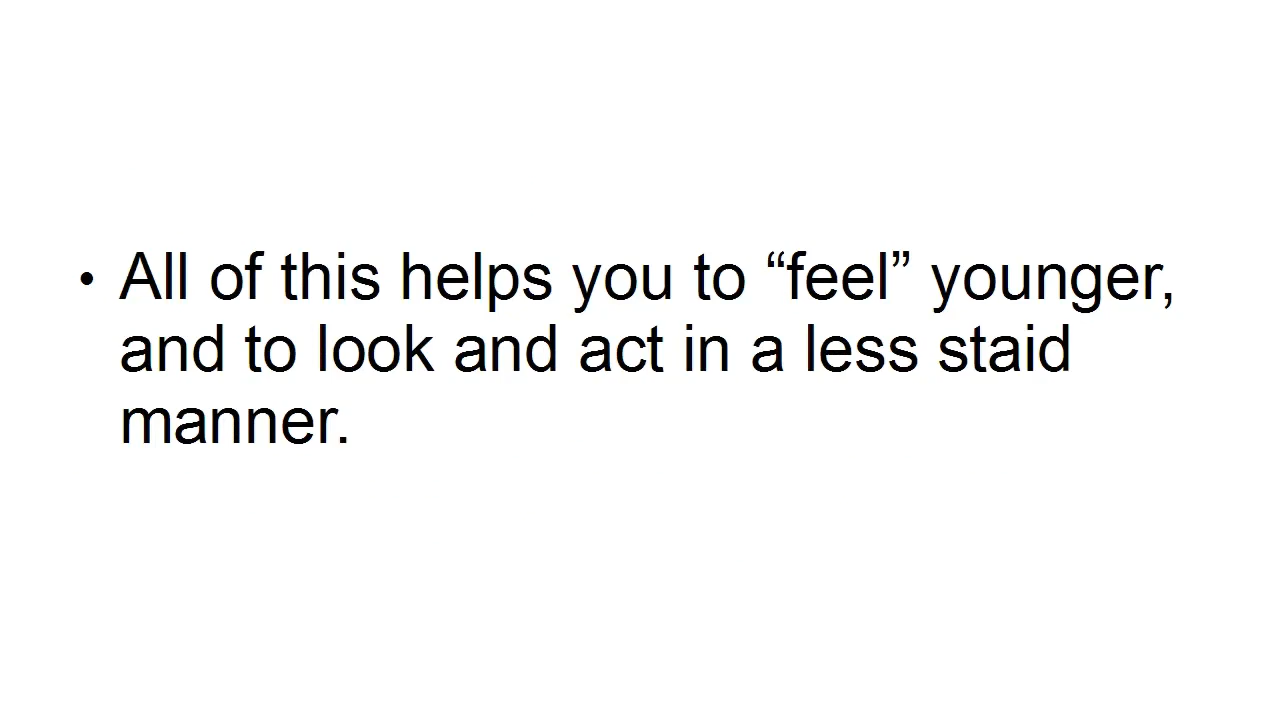 • All of this helps you to “feel” younger,
and to look and act in a less staid
manner.